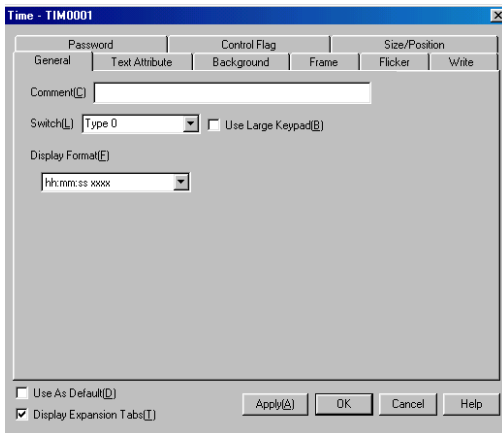 Time - TIM0001
Password Control Flag Size/Position
General Text Attribute Background Frame Flicker Write
Comment(C)
Switch(L) Type 0 Use Large Keypad(B)
Display Format(F)
hh:mm:ss xxxx
Use As Default(D)
Display Expansion Tabs(T)
Apply(A) OK Cancel Help